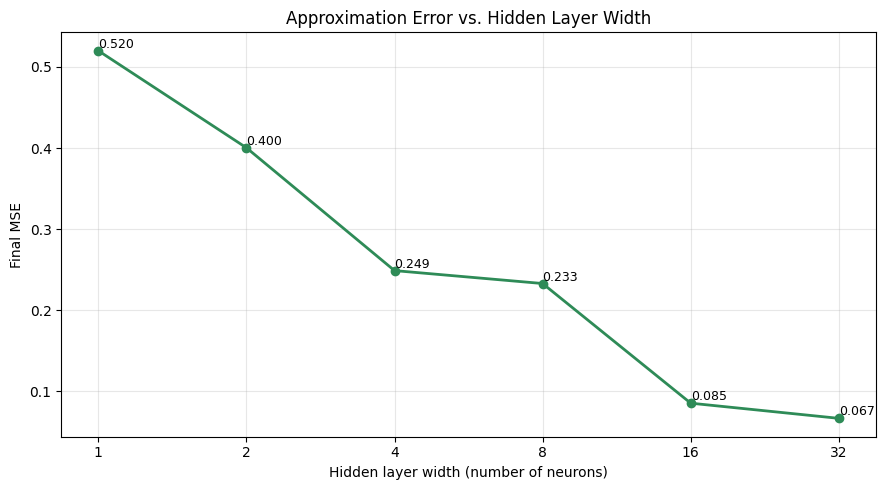 Approximation Error vs. Hidden Layer Width
Final MSE
0.5
0.4
0.3
0.2
0.1
0.520
0.400
0.249
0.233
0.085
0.067
1 2 4 8 16 32
Hidden layer width (number of neurons)